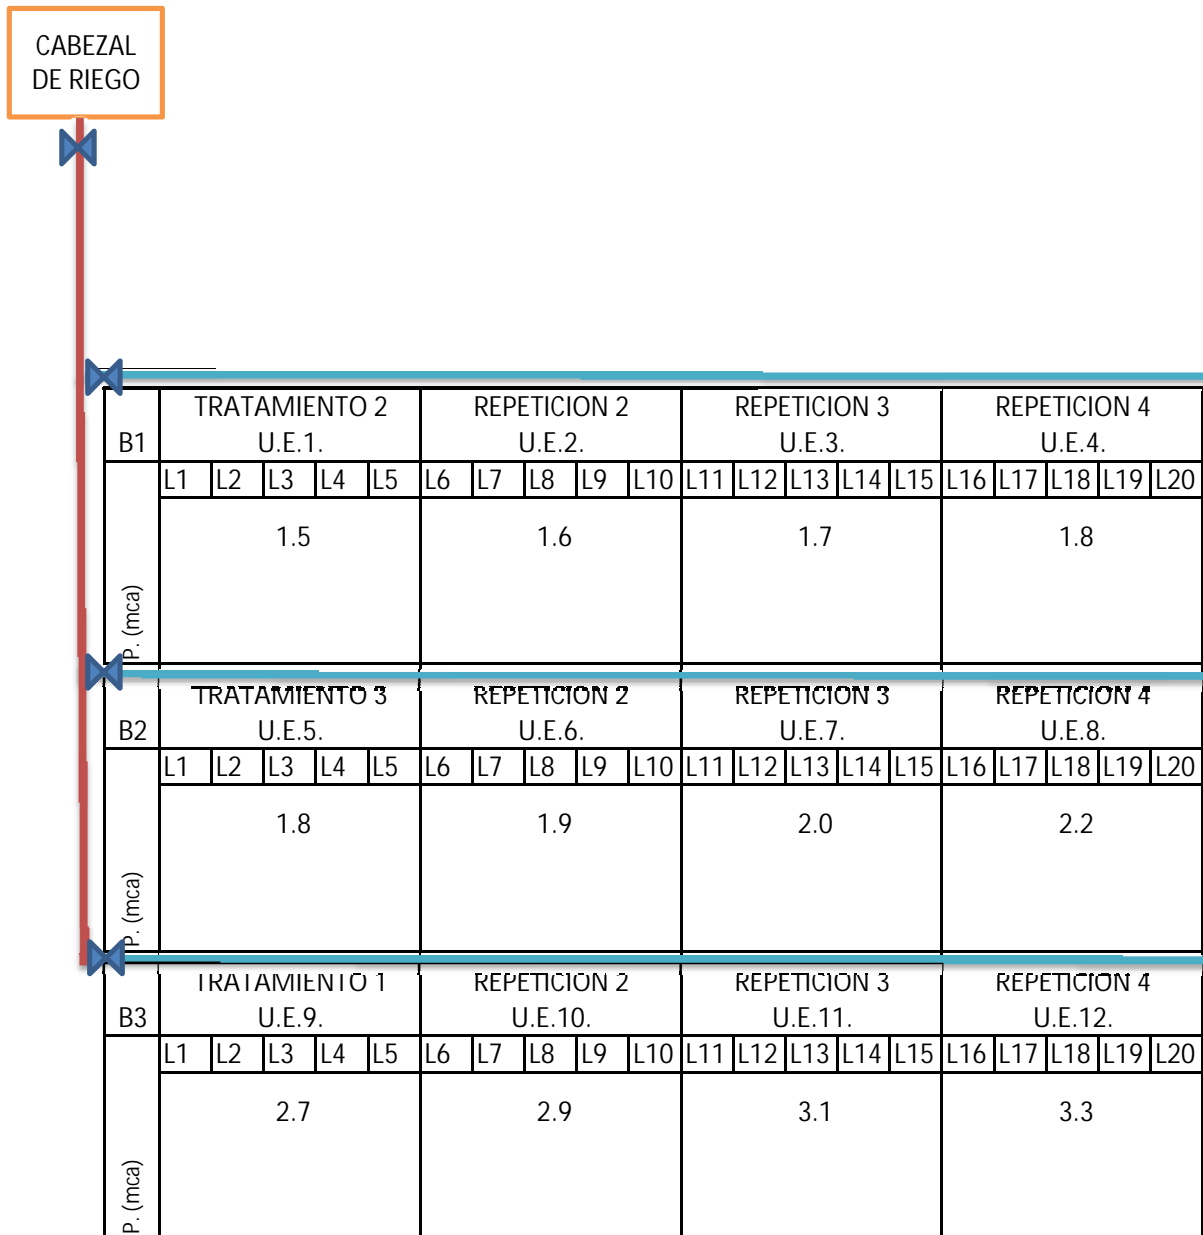 CABEZAL
DE RIEGO
TRATAMIENTO 2 REPETICION 2 REPETICION 3 REPETICION 4
B1 U.E.1. U.E.2. U.E.3. U.E.4.
L1 L2 L3 L4 L5 L6 L7 L8 L9 L10 L11 L12 L13 L14 L15 L16 L17 L18 L19 L20
1.5 1.6 1.7 1.8
P. (mca)
TRATAMIENTO 3 REPETICION 2 REPETICION 3 REPETICION 4
B2 U.E.5. U.E.6. U.E.7. U.E.8.
L1 L2 L3 L4 L5 L6 L7 L8 L9 L10 L11 L12 L13 L14 L15 L16 L17 L18 L19 L20
1.8 1.9 2.0 2.2
P. (mca)
TRATAMIENTO 1 REPETICION 2 REPETICION 3 REPETICION 4
B3 U.E.9. U.E.10. U.E.11. U.E.12.
L1 L2 L3 L4 L5 L6 L7 L8 L9 L10 L11 L12 L13 L14 L15 L16 L17 L18 L19 L20
2.7 2.9 3.1 3.3
P. (mca)